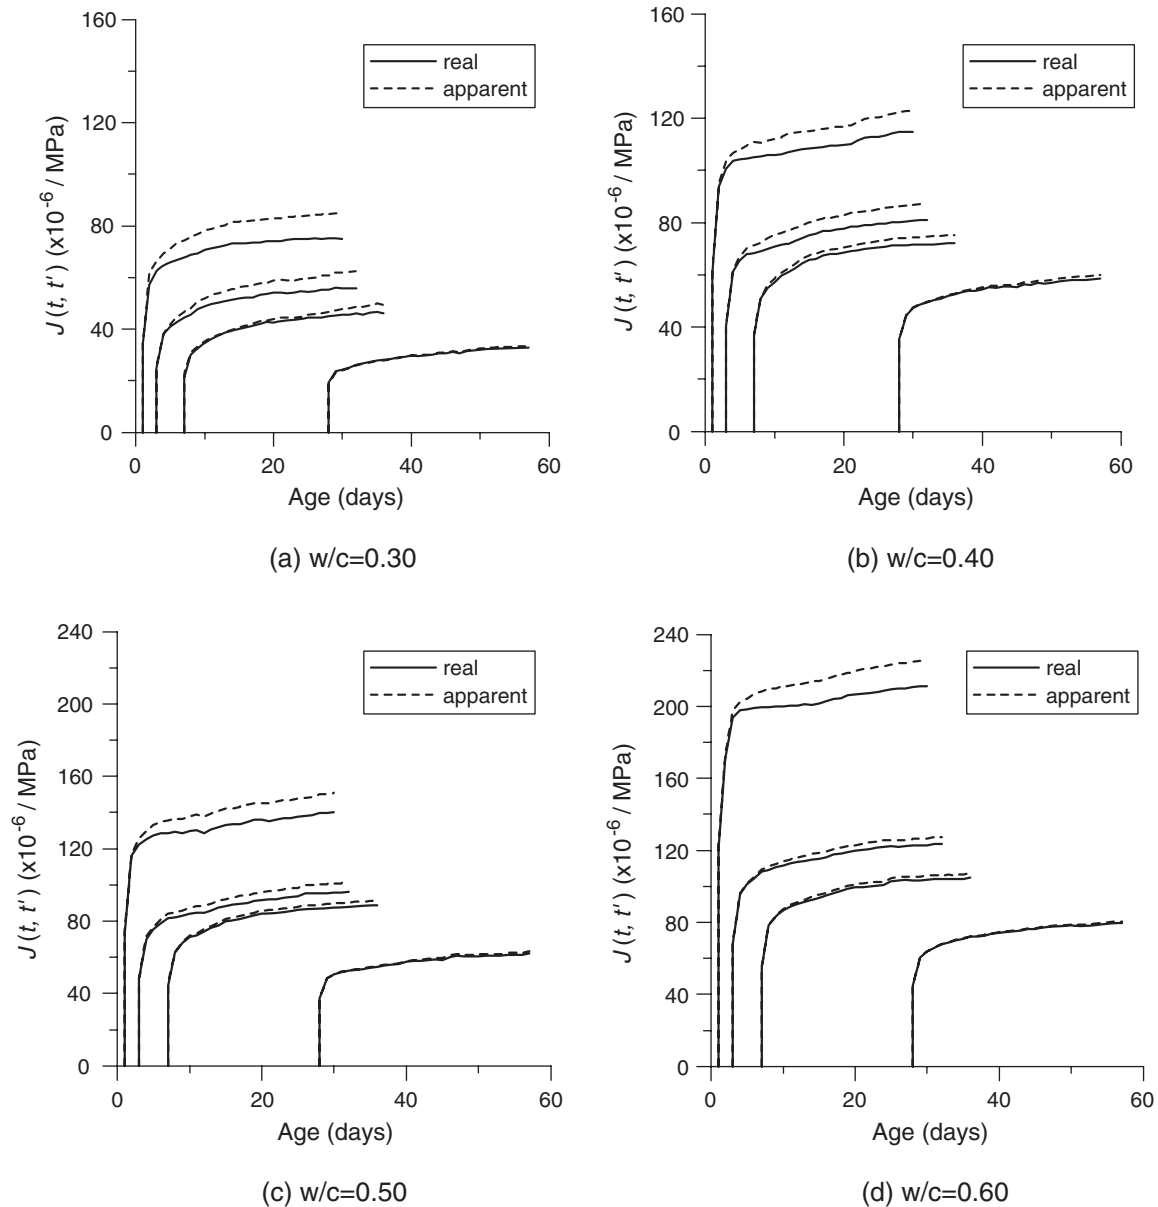 160
120
80
40
0
J (t, t′) (x10⁻⁶ / MPa)
real
apparent
0 20 40 60
Age (days)
(a) w/c=0.30
160
120
80
40
0
J (t, t′) (x10⁻⁶ / MPa)
real
apparent
0 20 40 60
Age (days)
(b) w/c=0.40
240
200
160
120
80
40
0
J (t, t′) (x10⁻⁶ / MPa)
real
apparent
0 20 40 60
Age (days)
(c) w/c=0.50
240
200
160
120
80
40
0
J (t, t′) (x10⁻⁶ / MPa)
real
apparent
0 20 40 60
Age (days)
(d) w/c=0.60